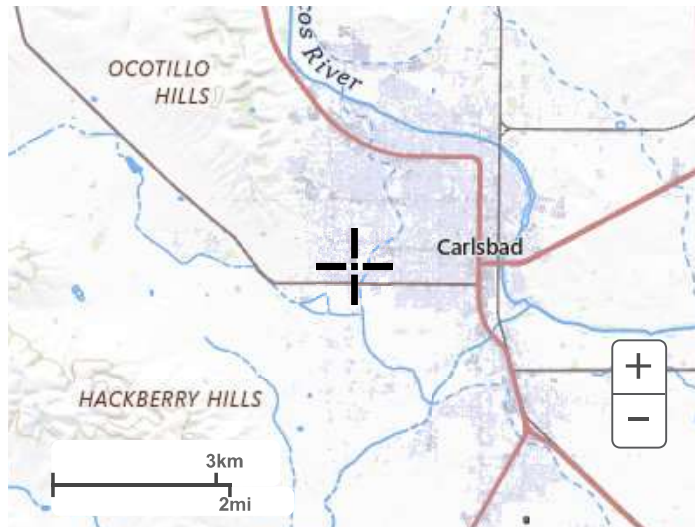 cos River
OCOTILLO
HILLS
Carlsbad
HACKBERRY HILLS
+
−
3km
2mi